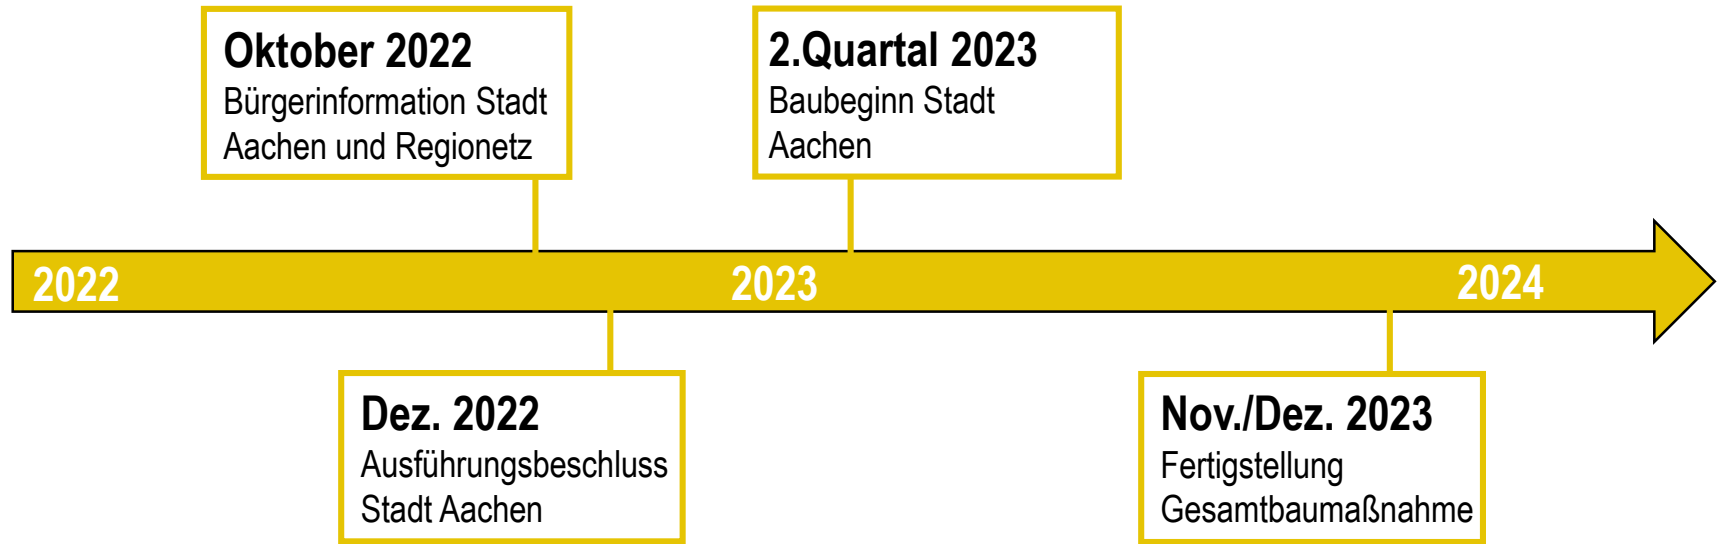 Oktober 2022
Bürgerinformation Stadt
Aachen und Regionetz
2.Quartal 2023
Baubeginn Stadt
Aachen
2022
2023
2024
Dez. 2022
Ausführungsbeschluss
Stadt Aachen
Nov./Dez. 2023
Fertigstellung
Gesamtbaumaßnahme